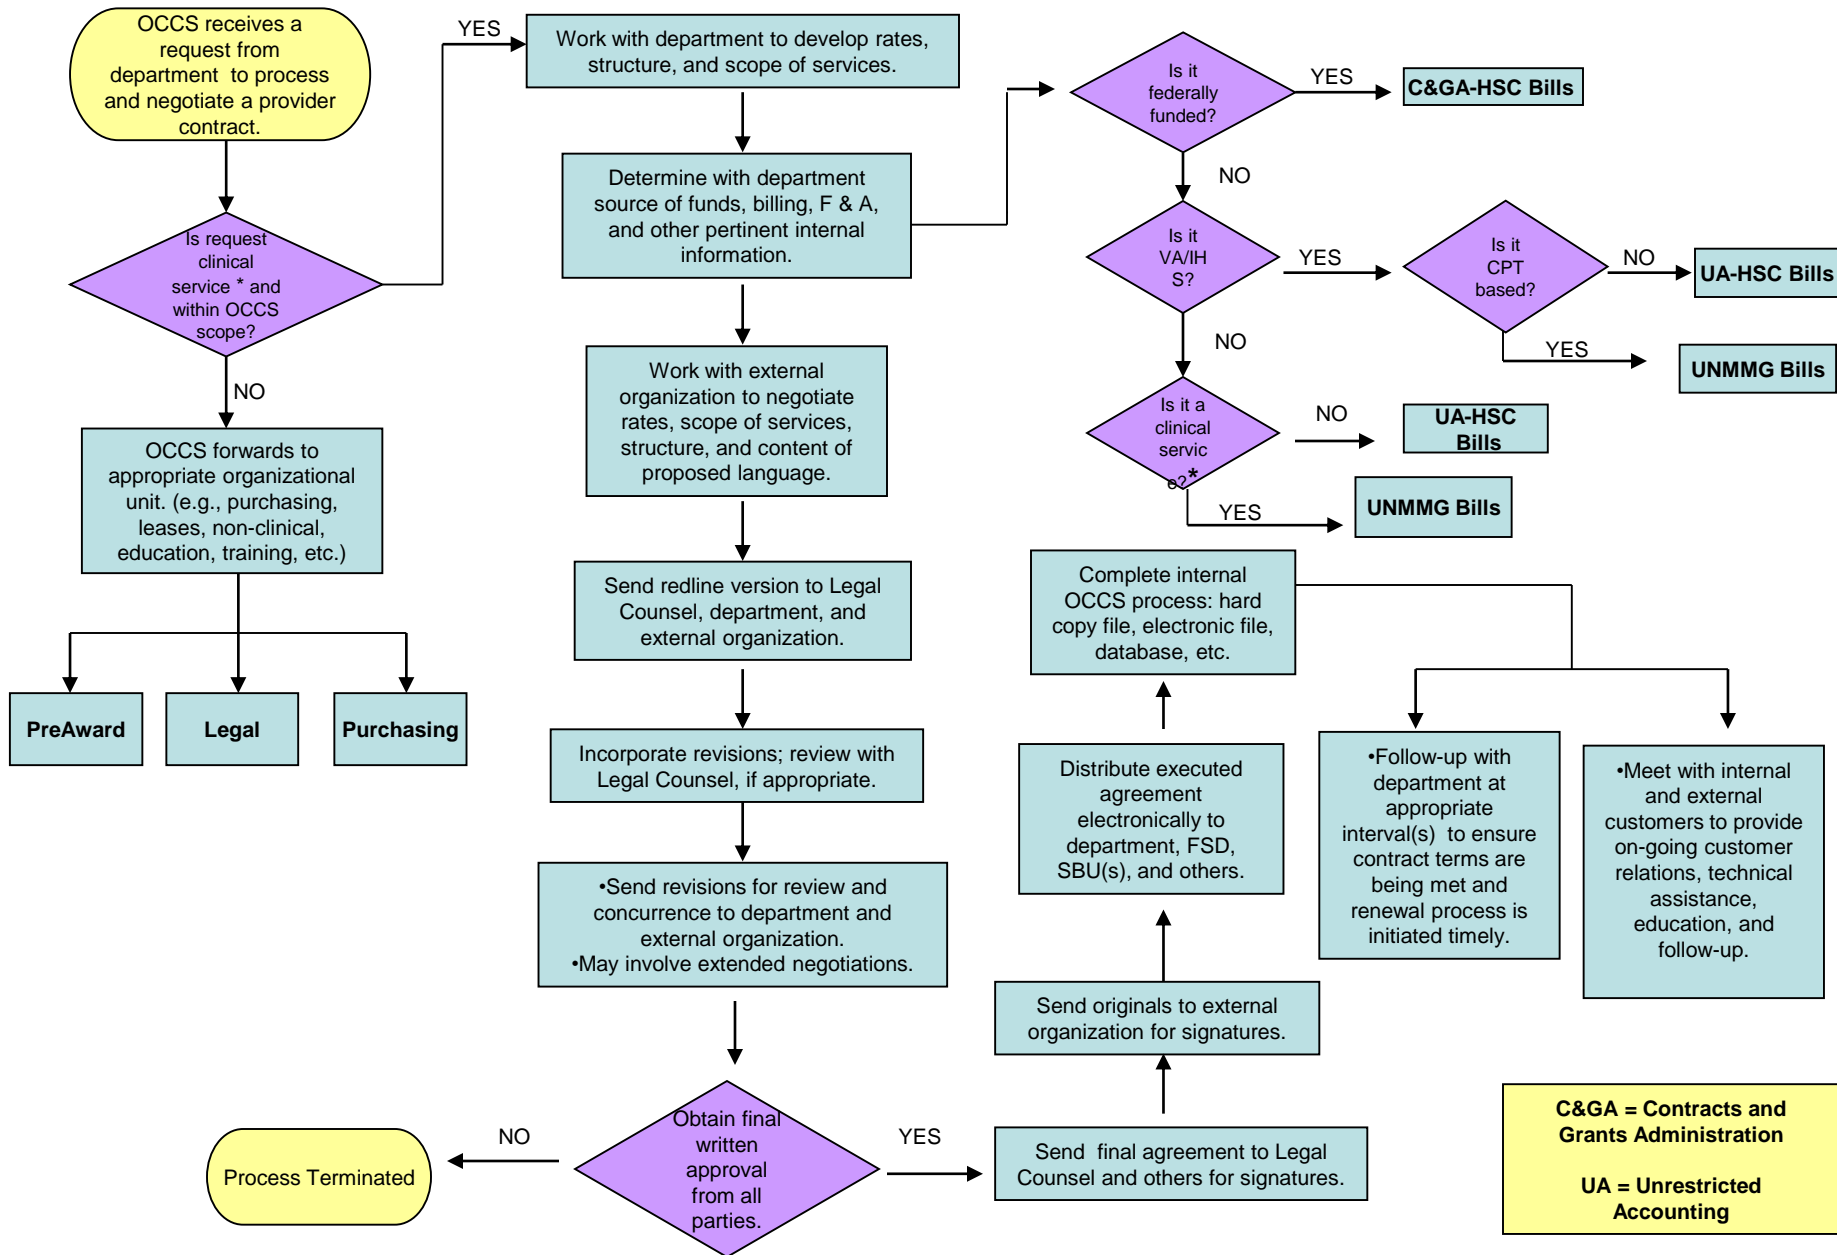 OCCS receives a
request from
department  to process
and negotiate a provider
contract.
Is request
clinical
service * and
within OCCS
scope?
YES
NO
OCCS forwards to
appropriate organizational
unit. (e.g., purchasing,
leases, non-clinical,
education, training, etc.)
PreAward
Legal
Purchasing
Work with department to develop rates,
structure, and scope of services.
Determine with department
source of funds, billing, F & A,
and other pertinent internal
information.
Work with external
organization to negotiate
rates, scope of services,
structure, and content of
proposed language.
Send redline version to Legal
Counsel, department, and
external organization.
Incorporate revisions; review with
Legal Counsel, if appropriate.
•Send revisions for review and
concurrence to department and
external organization.
•May involve extended negotiations.
Obtain final
written
approval
from all
parties.
NO
Process Terminated
YES
Send  final agreement to Legal
Counsel and others for signatures.
Send originals to external
organization for signatures.
Distribute executed
agreement
electronically to
department, FSD,
SBU(s), and others.
Complete internal
OCCS process: hard
copy file, electronic file,
database, etc.
•Follow-up with
department at
appropriate
interval(s)  to ensure
contract terms are
being met and
renewal process is
initiated timely.
•Meet with internal
and external
customers to provide
on-going customer
relations, technical
assistance,
education, and
follow-up.
Is it
federally
funded?
YES
C&GA-HSC Bills
NO
Is it
VA/IH
S?
YES
Is it
CPT
based?
NO
UA-HSC Bills
YES
UNMMG Bills
NO
Is it a
clinical
servic
e?*
NO
UA-HSC
Bills
YES
UNMMG Bills
C&GA = Contracts and
Grants Administration
UA = Unrestricted
Accounting